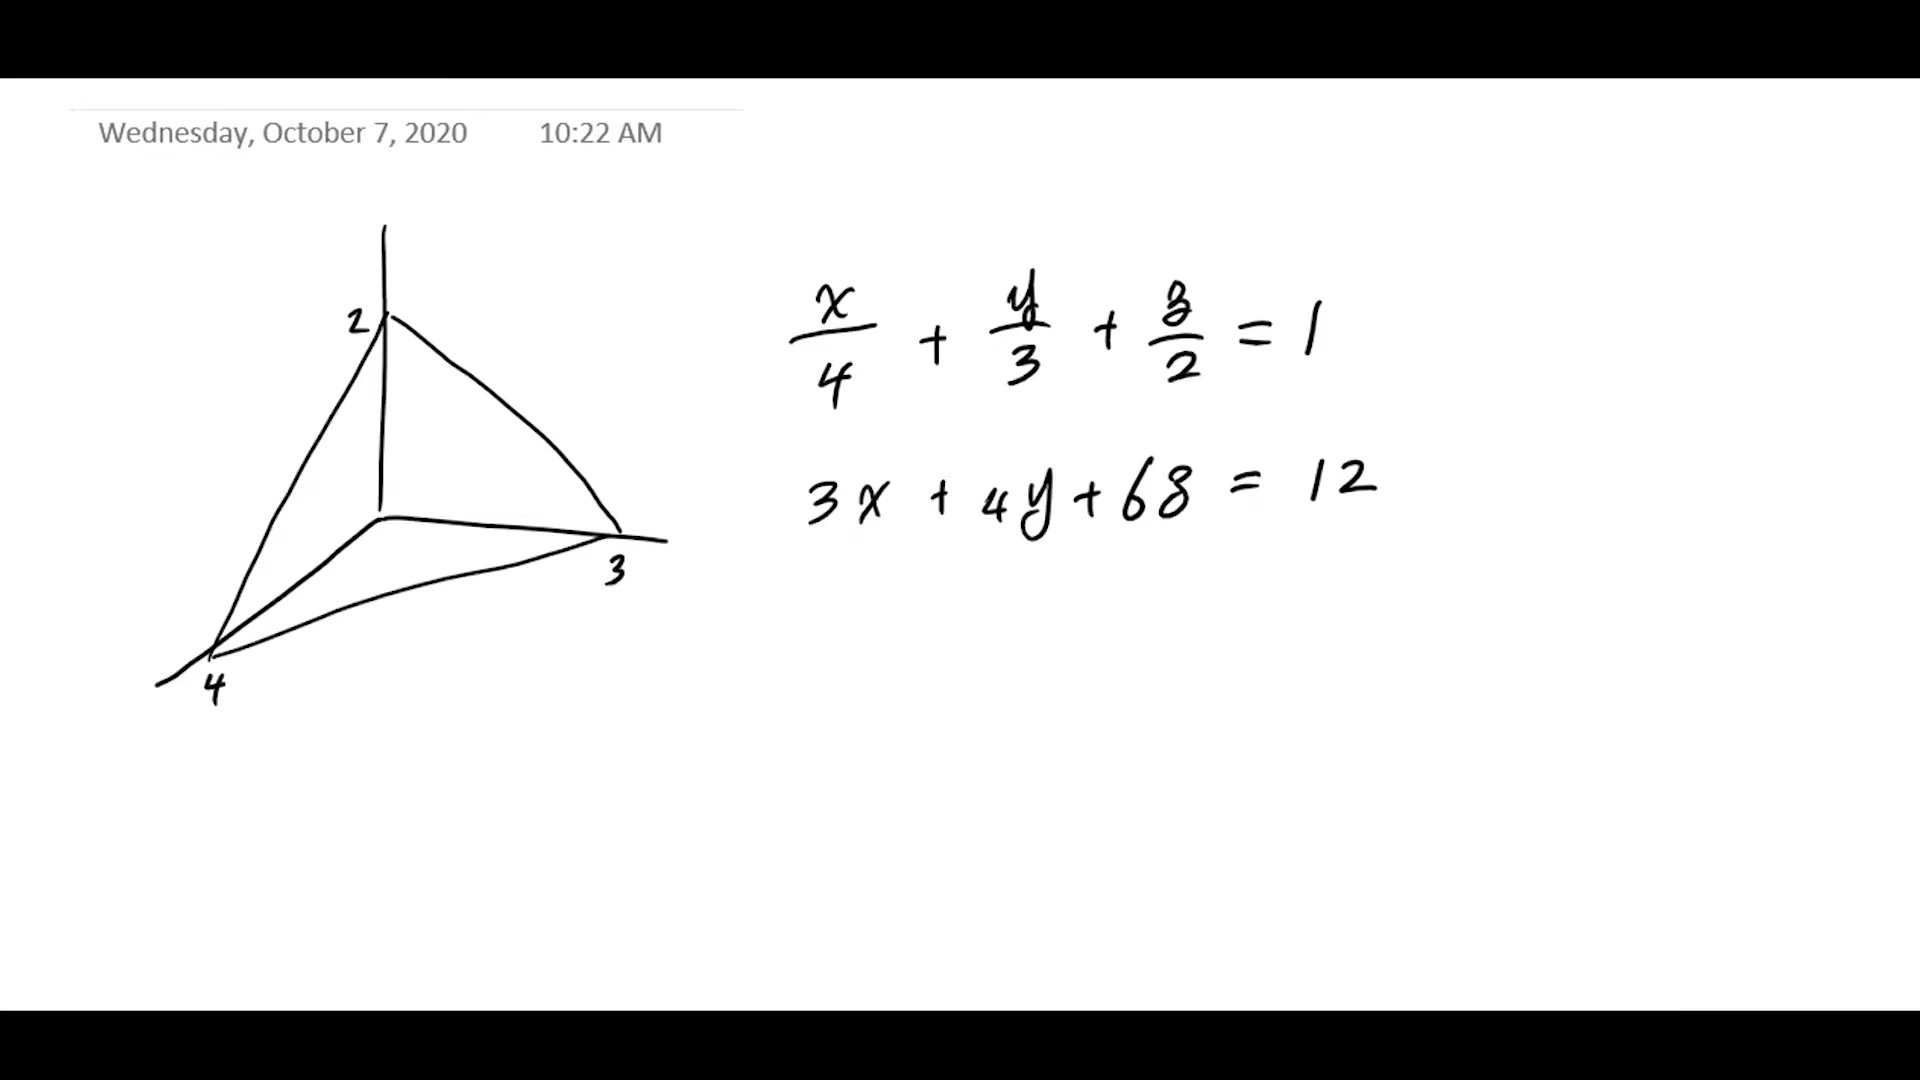 Wednesday, October 7, 2020 10:22 AM
2
3
4
x/4 + y/3 + z/2 = 1
3x + 4y + 6z = 12